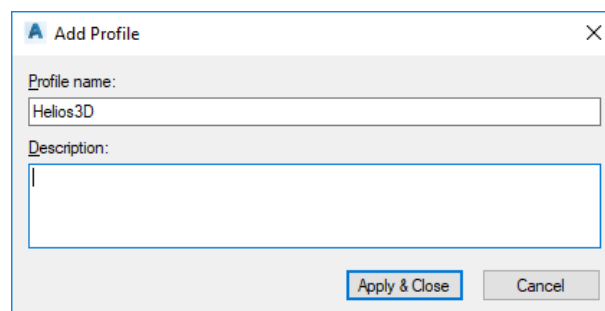 Add Profile
Profile name:
Helios3D
Description:
Apply & Close
Cancel